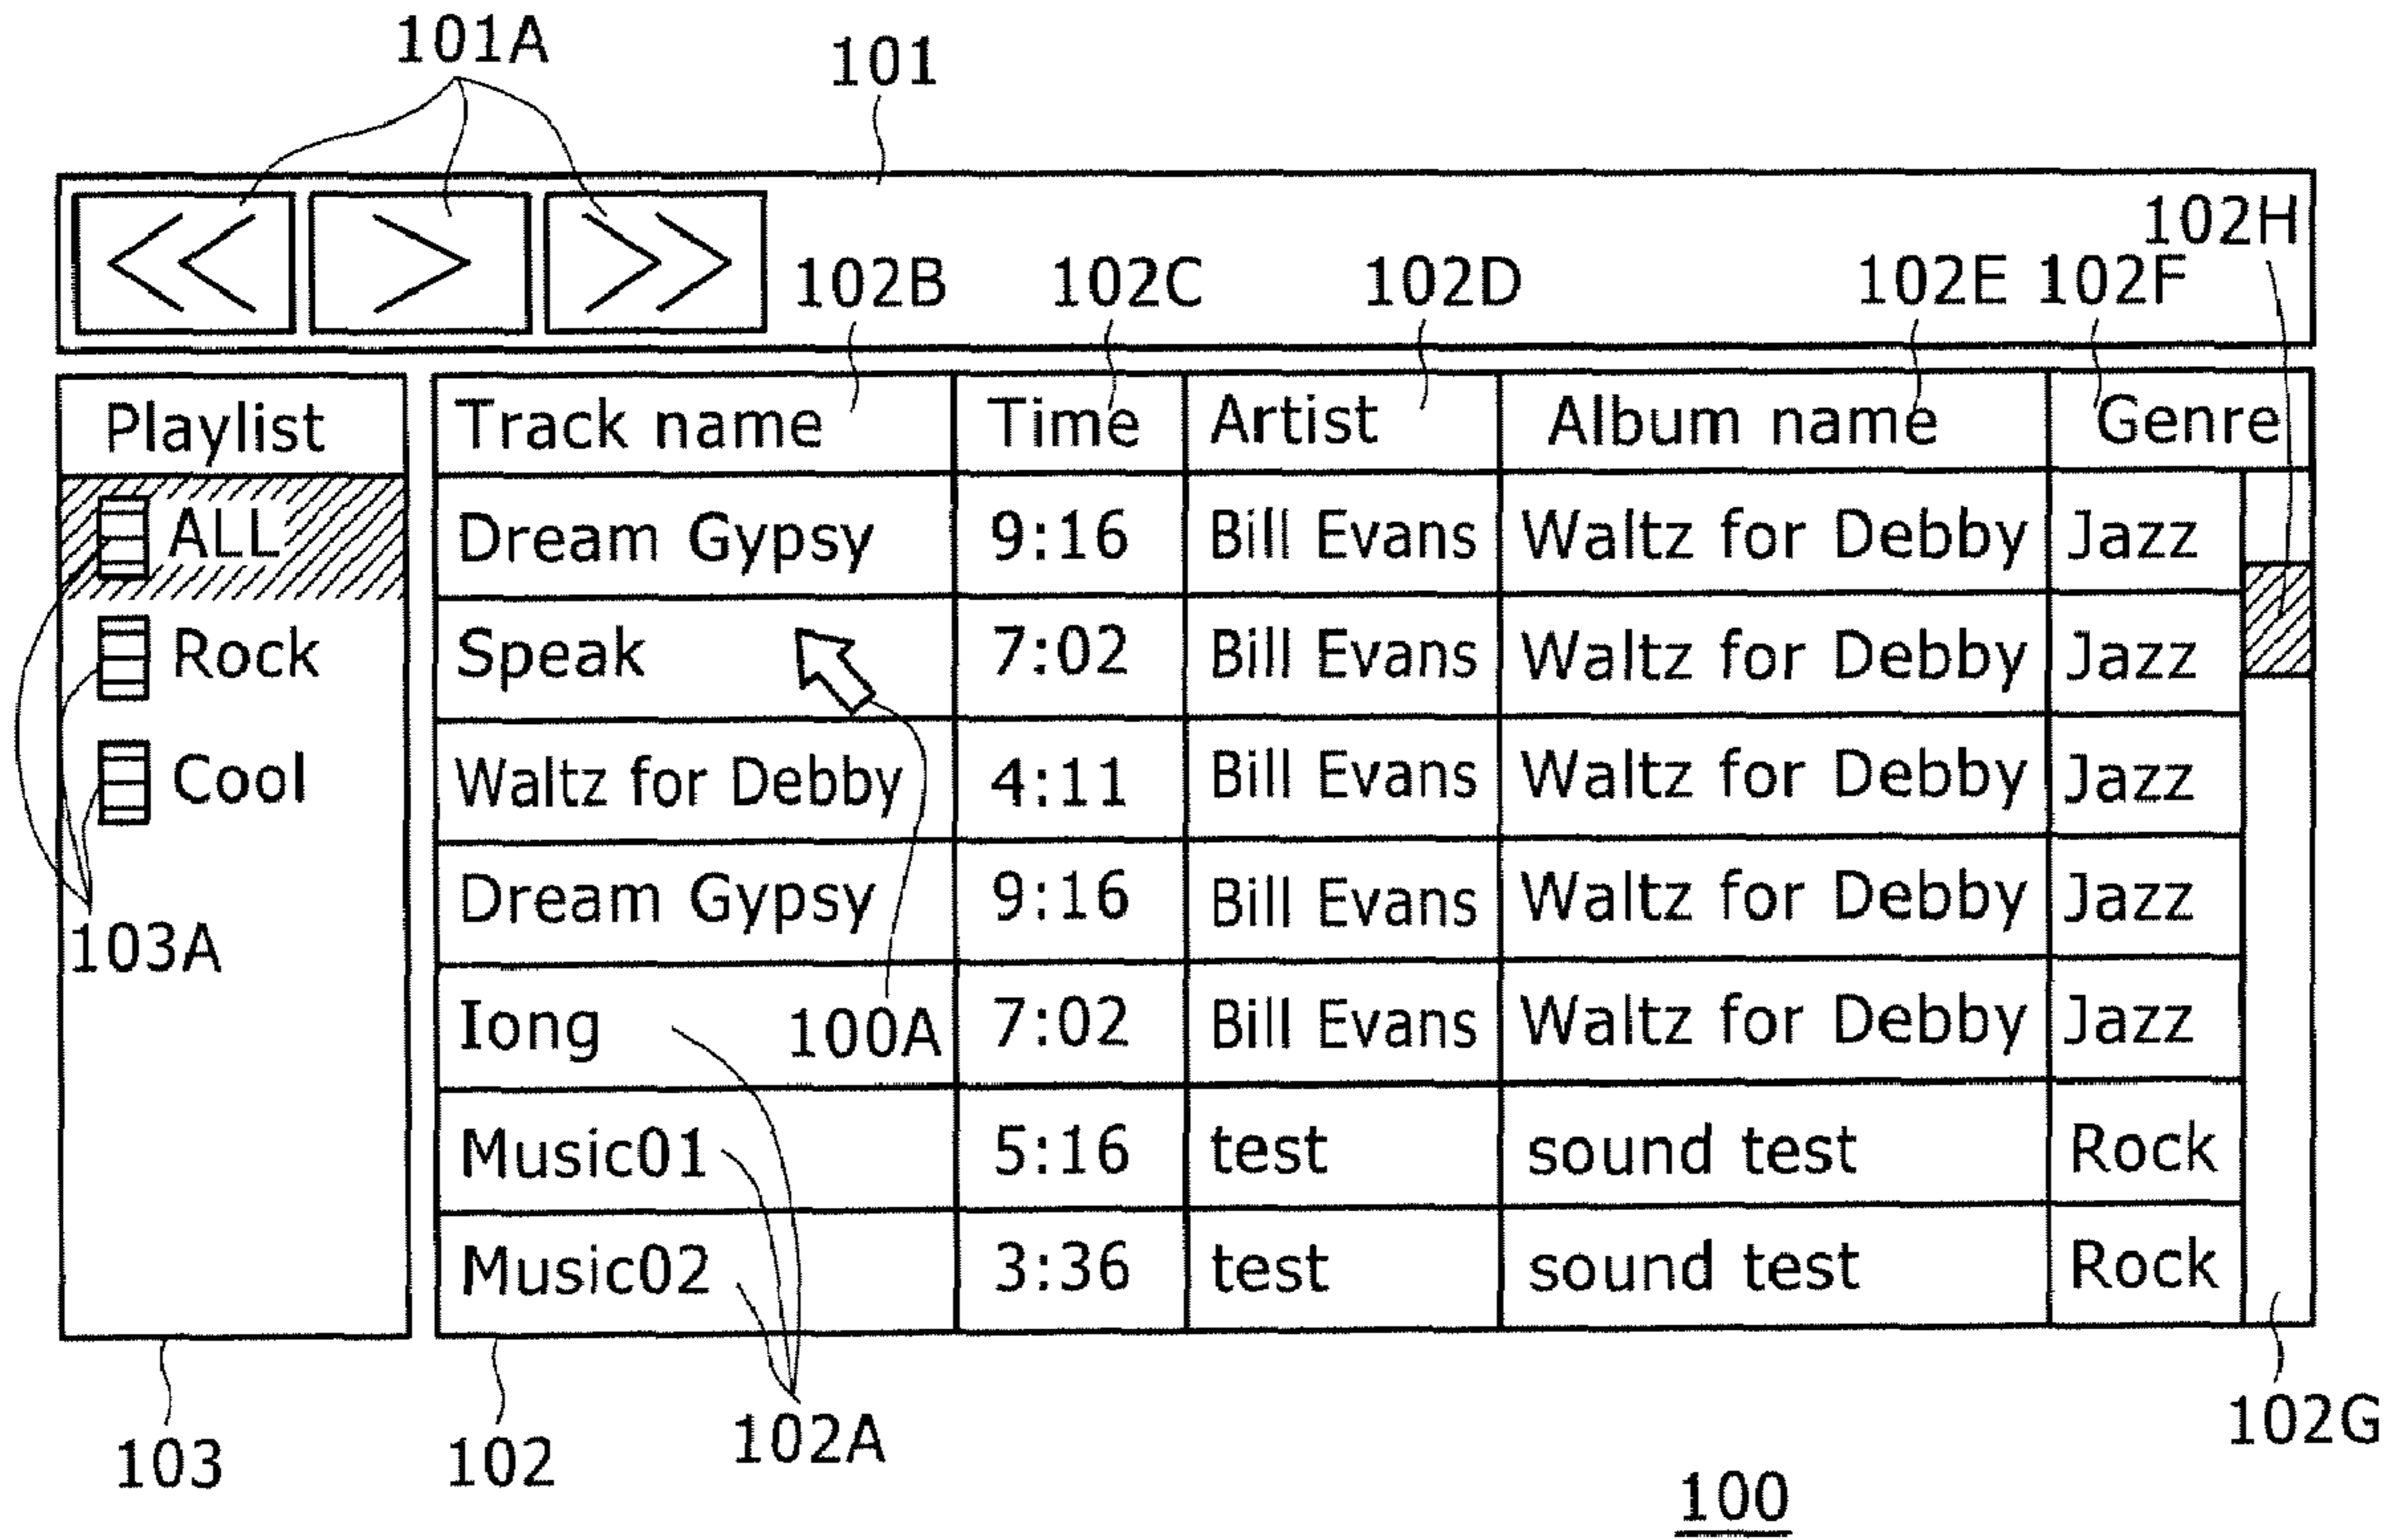 101A
101
102H
<< > >>
102B 102C 102D 102E 102F
Playlist
Track name Time Artist Album name Genre
ALL
Dream Gypsy 9:16 Bill Evans Waltz for Debby Jazz
Rock
Speak 7:02 Bill Evans Waltz for Debby Jazz
Cool
Waltz for Debby 4:11 Bill Evans Waltz for Debby Jazz
Dream Gypsy 9:16 Bill Evans Waltz for Debby Jazz
103A
Iong 7:02 Bill Evans Waltz for Debby Jazz
100A
Music01 5:16 test sound test Rock
Music02 3:36 test sound test Rock
103 102 102A 102G
100